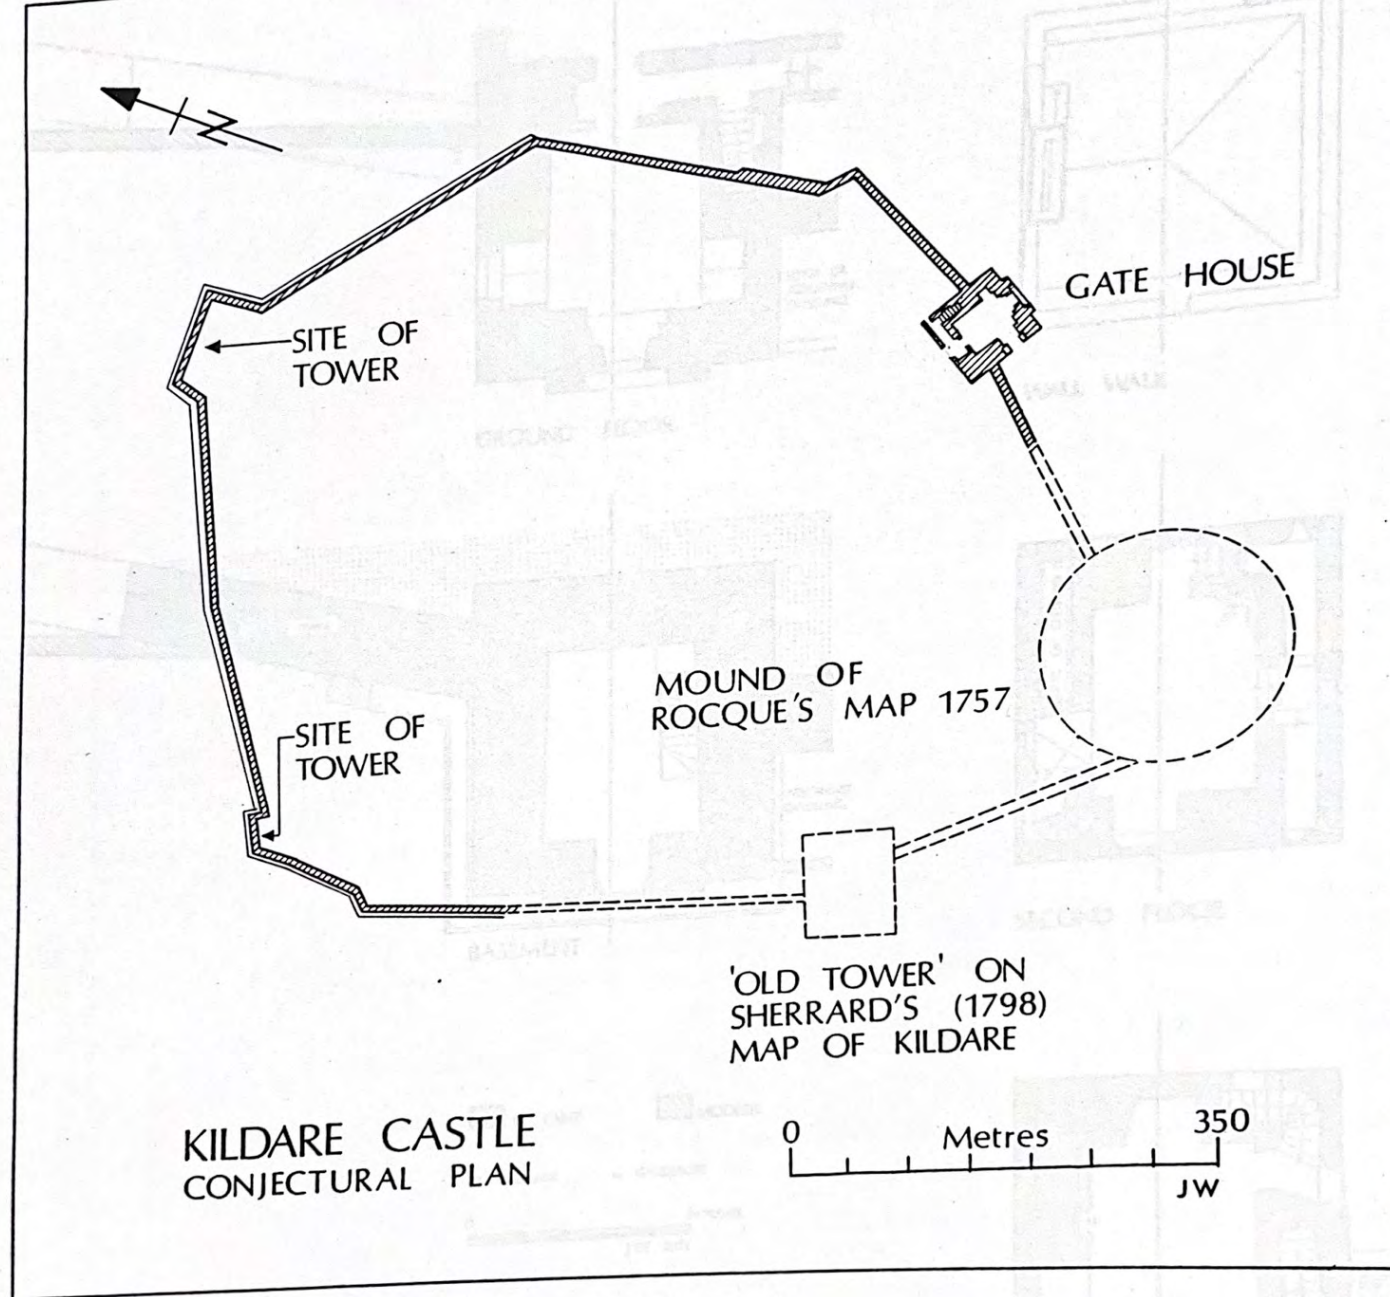 N
GATE HOUSE
SITE OF
TOWER
MOUND OF
ROCQUE'S MAP 1757
SITE OF
TOWER
'OLD TOWER' ON
SHERRARD'S (1798)
MAP OF KILDARE
KILDARE CASTLE
CONJECTURAL PLAN
0 Metres 350
JW